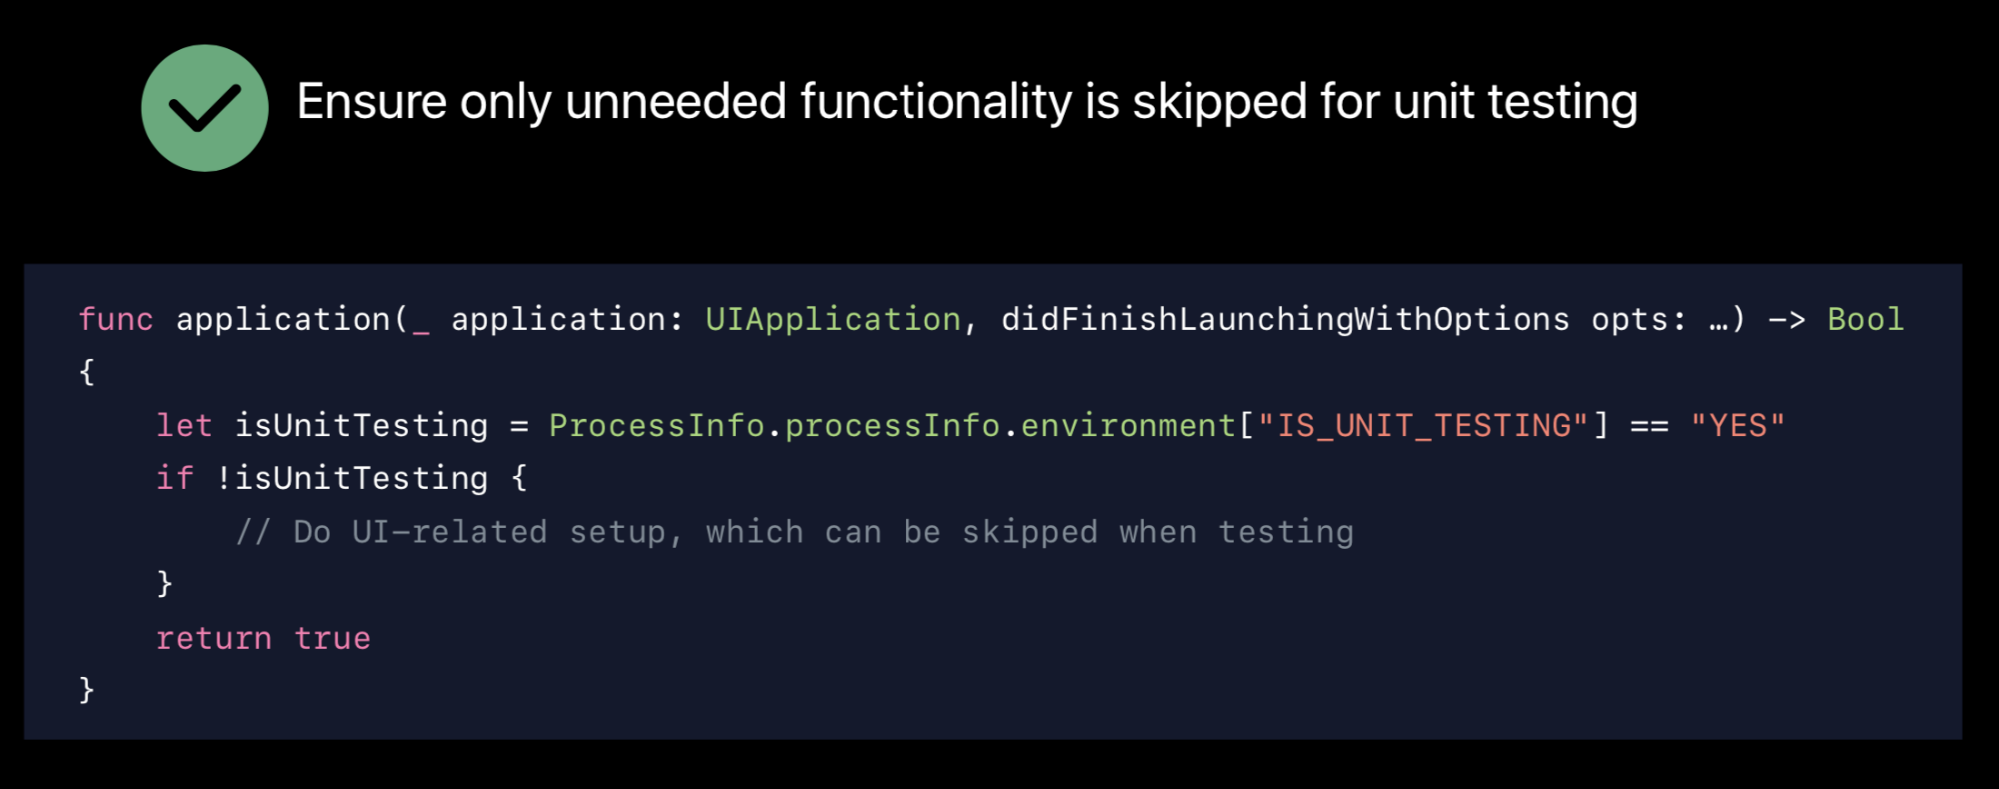 Ensure only unneeded functionality is skipped for unit testing
func application(_ application: UIApplication, didFinishLaunchingWithOptions opts: …) -> Bool
{
    let isUnitTesting = ProcessInfo.processInfo.environment["IS_UNIT_TESTING"] == "YES"
    if !isUnitTesting {
        // Do UI-related setup, which can be skipped when testing
    }
    return true
}